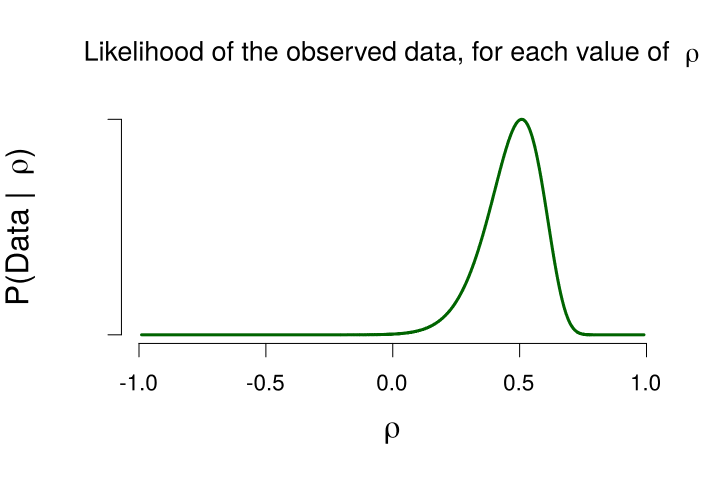 Likelihood of the observed data, for each value of ρ
P(Data | ρ)
-1.0 -0.5 0.0 0.5 1.0
ρ